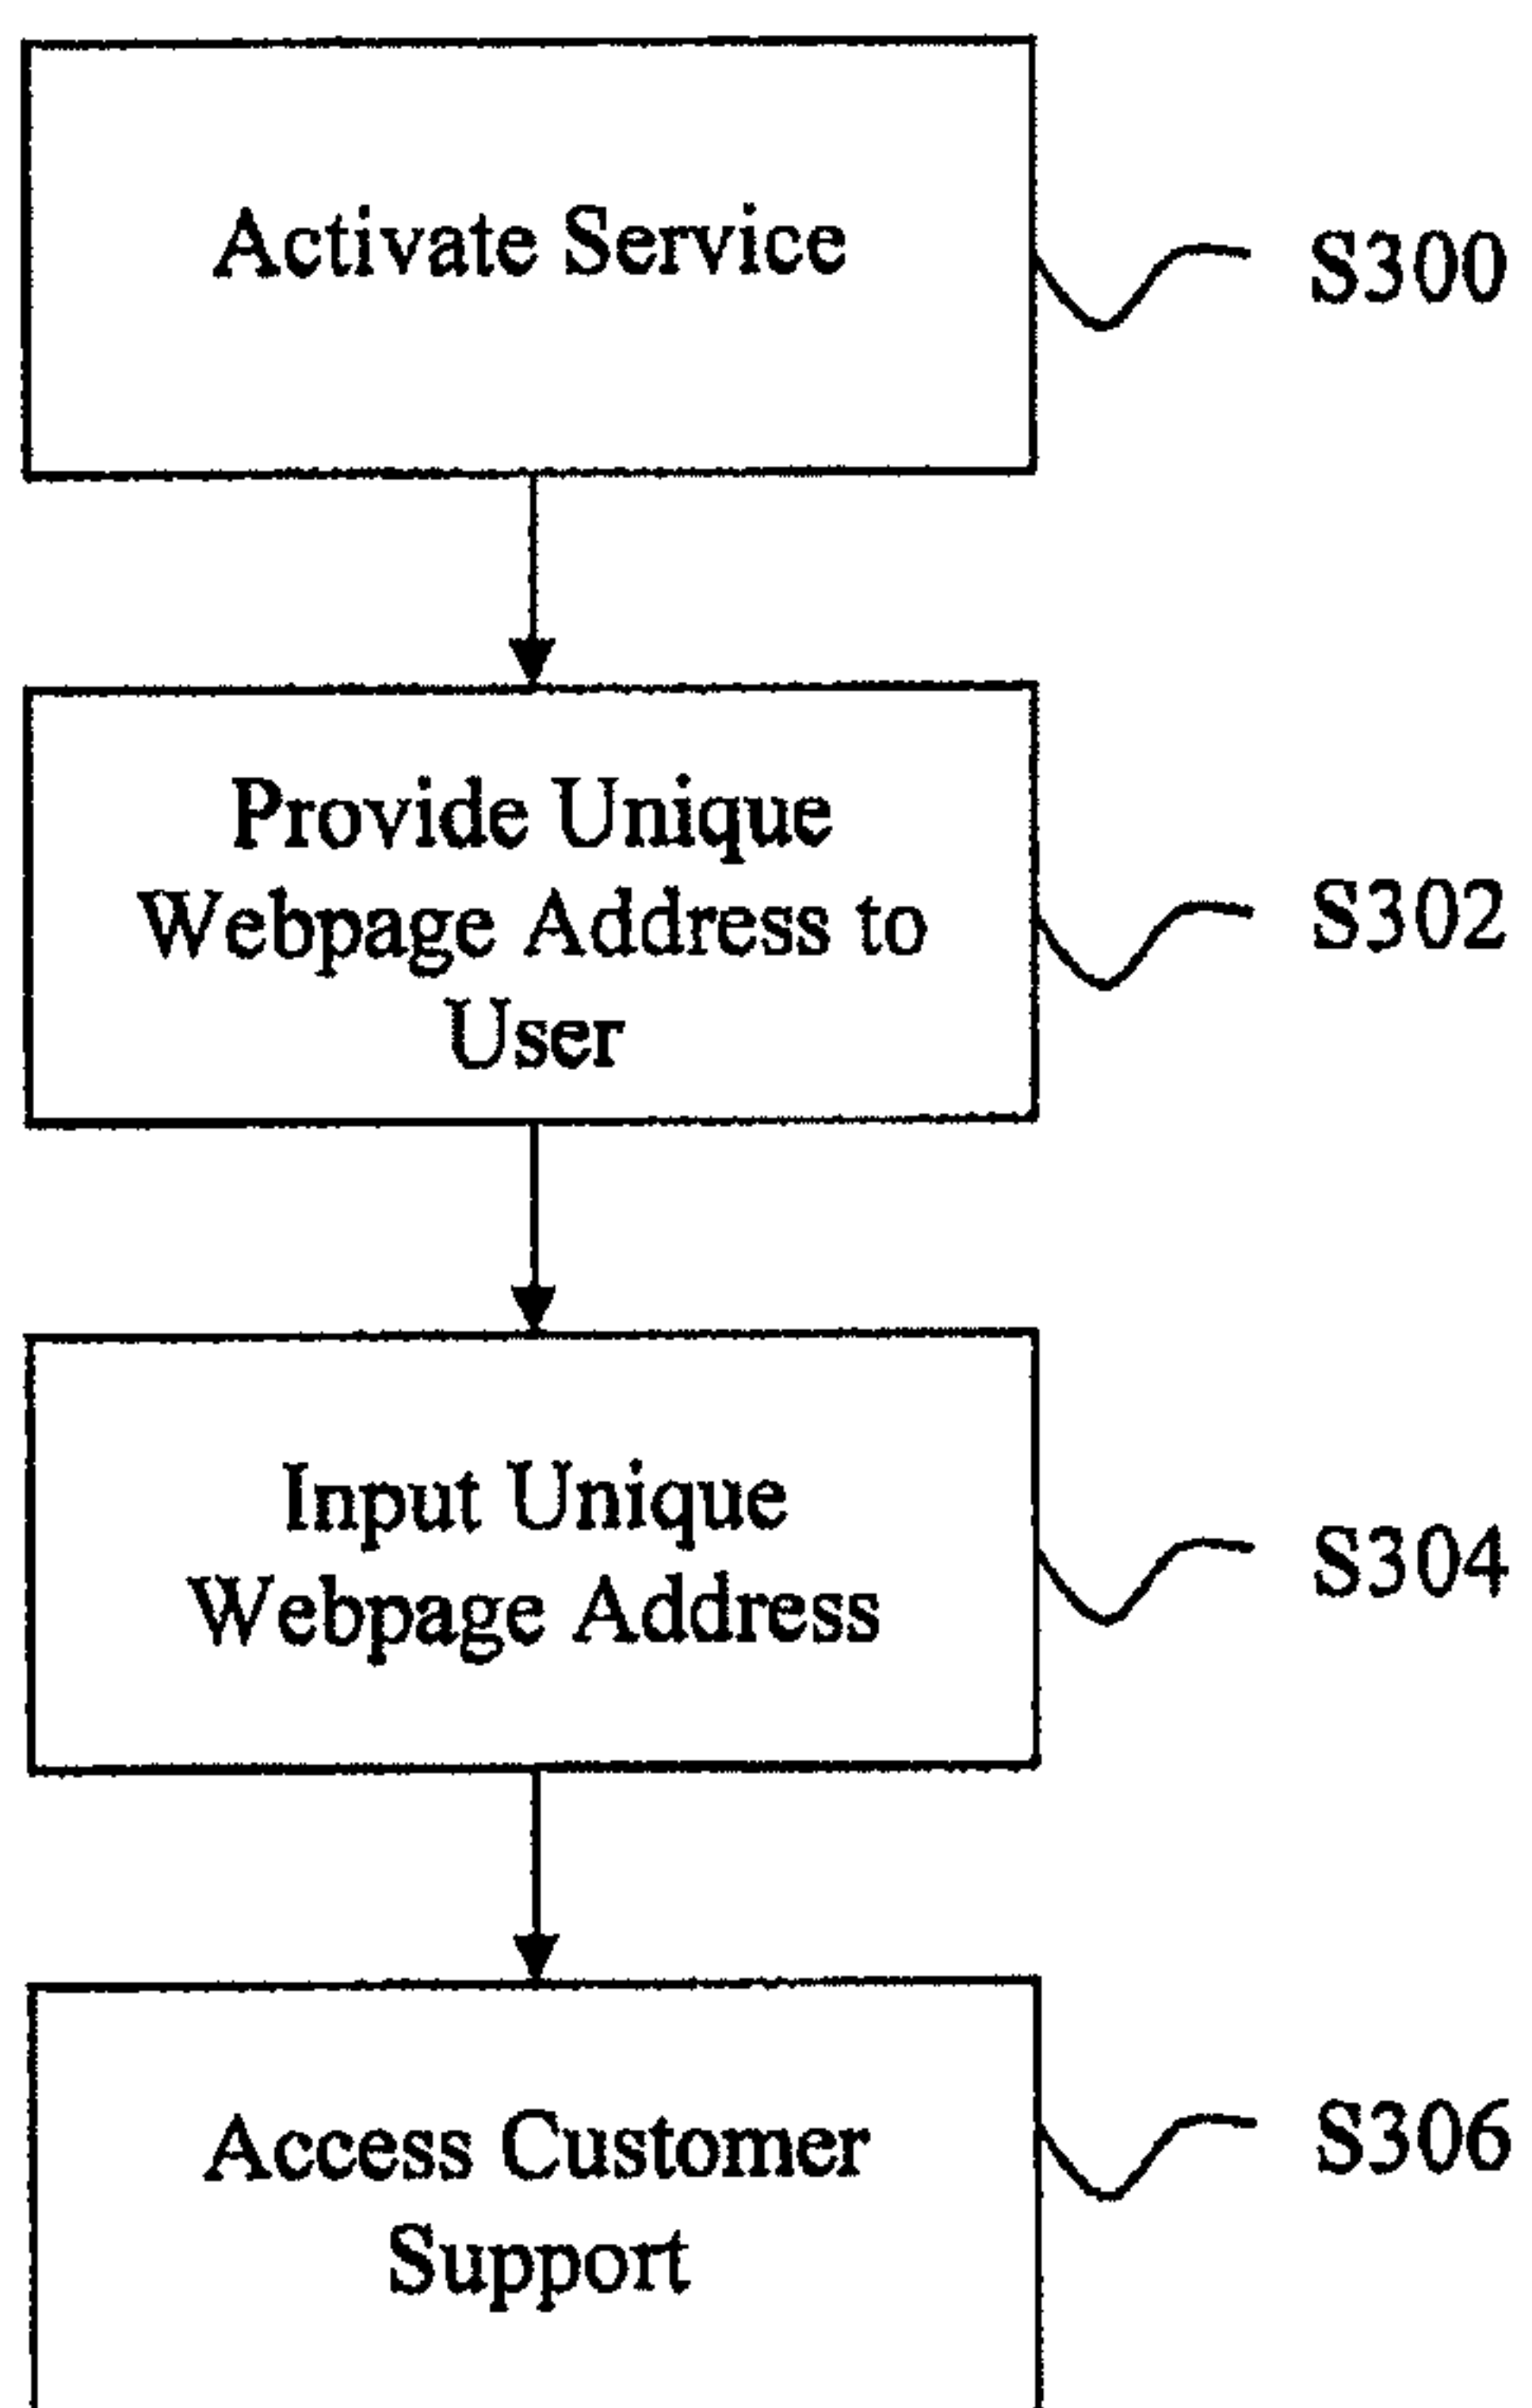 Activate Service
S300
Provide Unique
Webpage Address to
User
S302
Input Unique
Webpage Address
S304
Access Customer
Support
S306